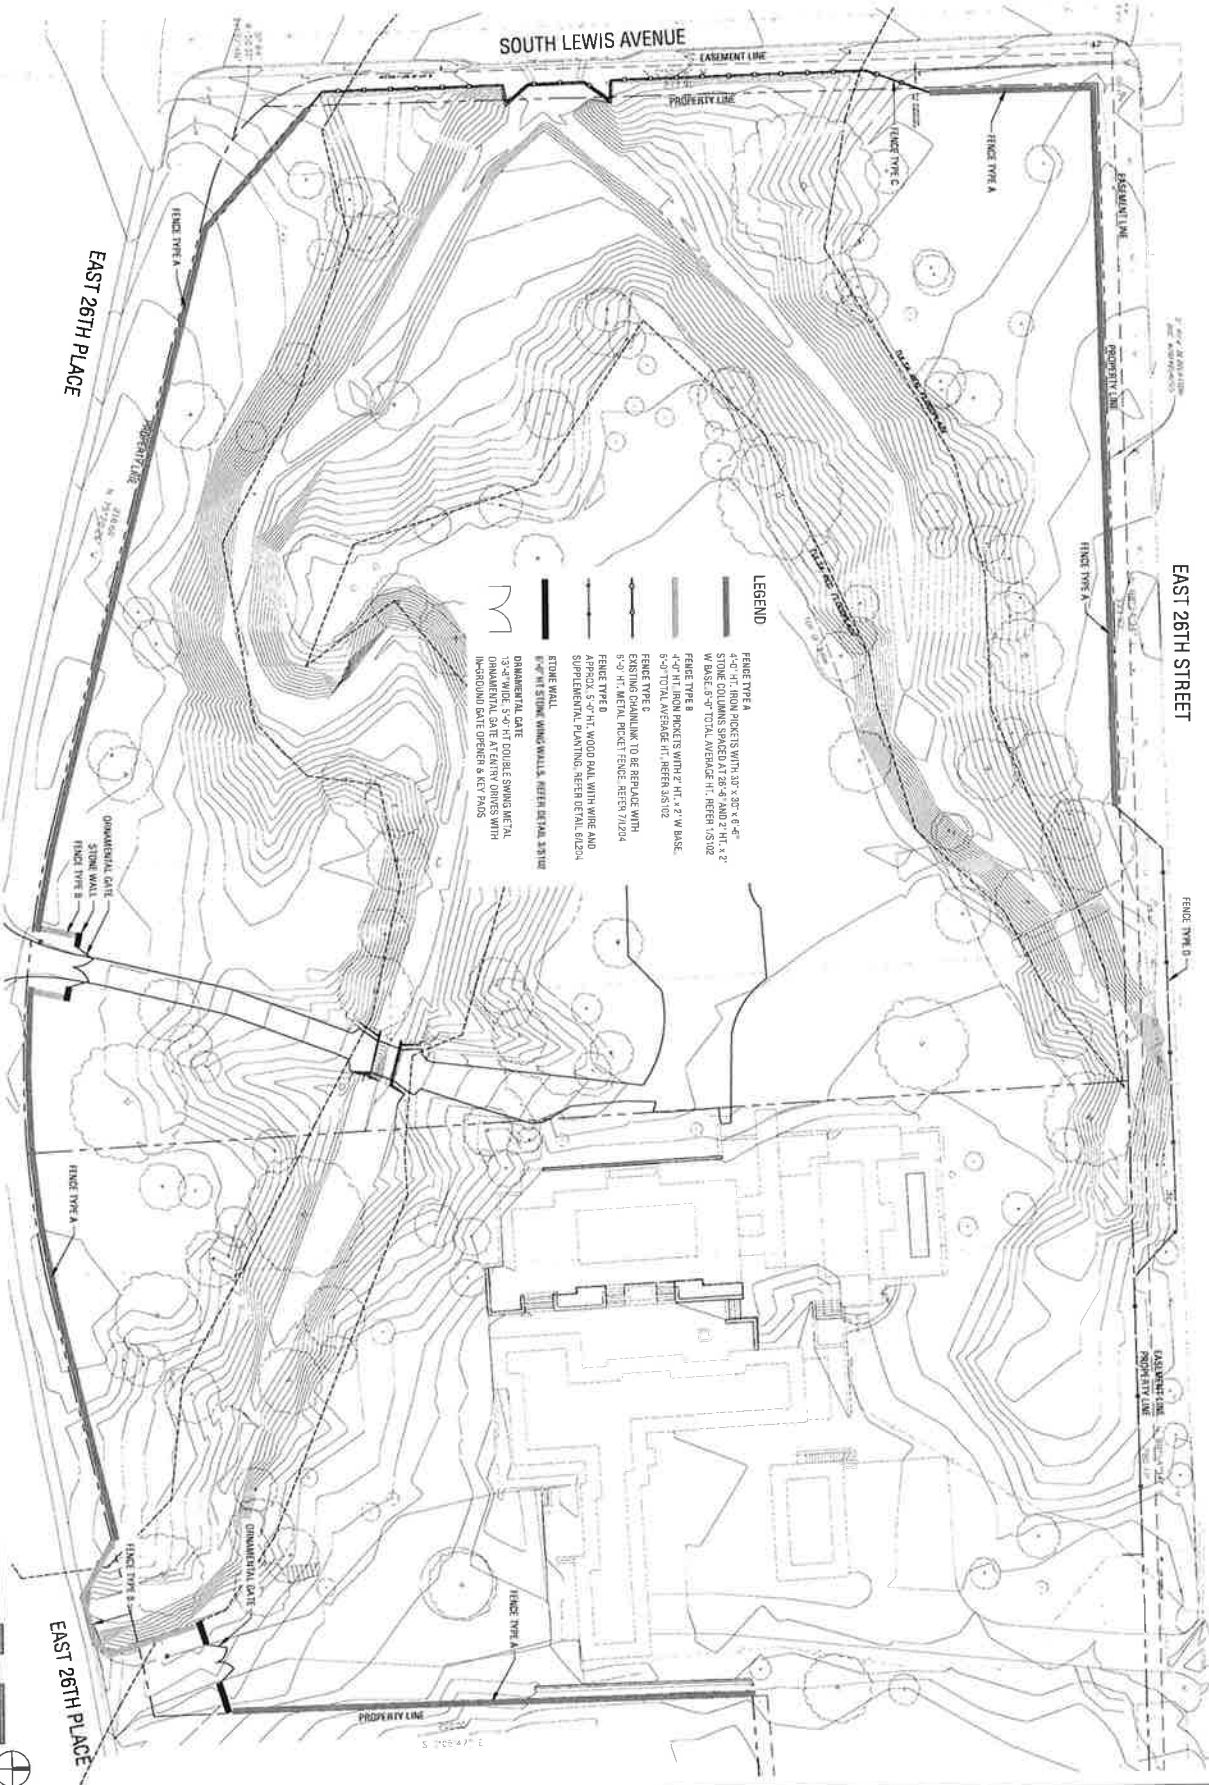 SOUTH LEWIS AVENUE
EASEMENT LINE
PROPERTY LINE
FENCE TYPE C
FENCE TYPE A
EASEMENT LINE
PROPERTY LINE
EAST 26TH STREET
FENCE TYPE A
FENCE TYPE D
EASEMENT LINE
PROPERTY LINE
FENCE TYPE A
EAST 26TH PLACE
PROPERTY LINE
LEGEND
FENCE TYPE A
4'-0" HT. IRON PICKETS WITH 30" x 30" x 6'-6"
STONE COLUMNS SPACED AT 26'-6" AND 2' HT. x 2'
W BASE, 6'-0" TOTAL AVERAGE HT. REFER 1/S102
FENCE TYPE B
4'-0" HT. IRON PICKETS WITH 2' HT. x 2' W BASE.
6'-0" TOTAL AVERAGE HT. REFER 3/S102
FENCE TYPE C
EXISTING CHAINLINK TO BE REPLACE WITH
HT. METAL PICKET FENCE. REFER 7/L204
FENCE TYPE D
APPROX. 5'-0" HT. WOOD RAIL WITH WIRE AND
SUPPLEMENTAL PLANTING. REFER DETAIL 6/L204
STONE WALL
HT STONE WING WALLS. REFER DETAIL
ORNAMENTAL GATE
WIDE, 5'-0" HT DOUBLE SWING METAL
ORNAMENTAL GATE AT ENTRY DRIVES WITH
IN-GROUND GATE OPENER & KEY PADS
ORNAMENTAL GATE
STONE WALL
FENCE TYPE B
FENCE TYPE A
ORNAMENTAL GATE
FENCE TYPE B
FENCE TYPE A
PROPERTY LINE
EAST 26TH PLACE